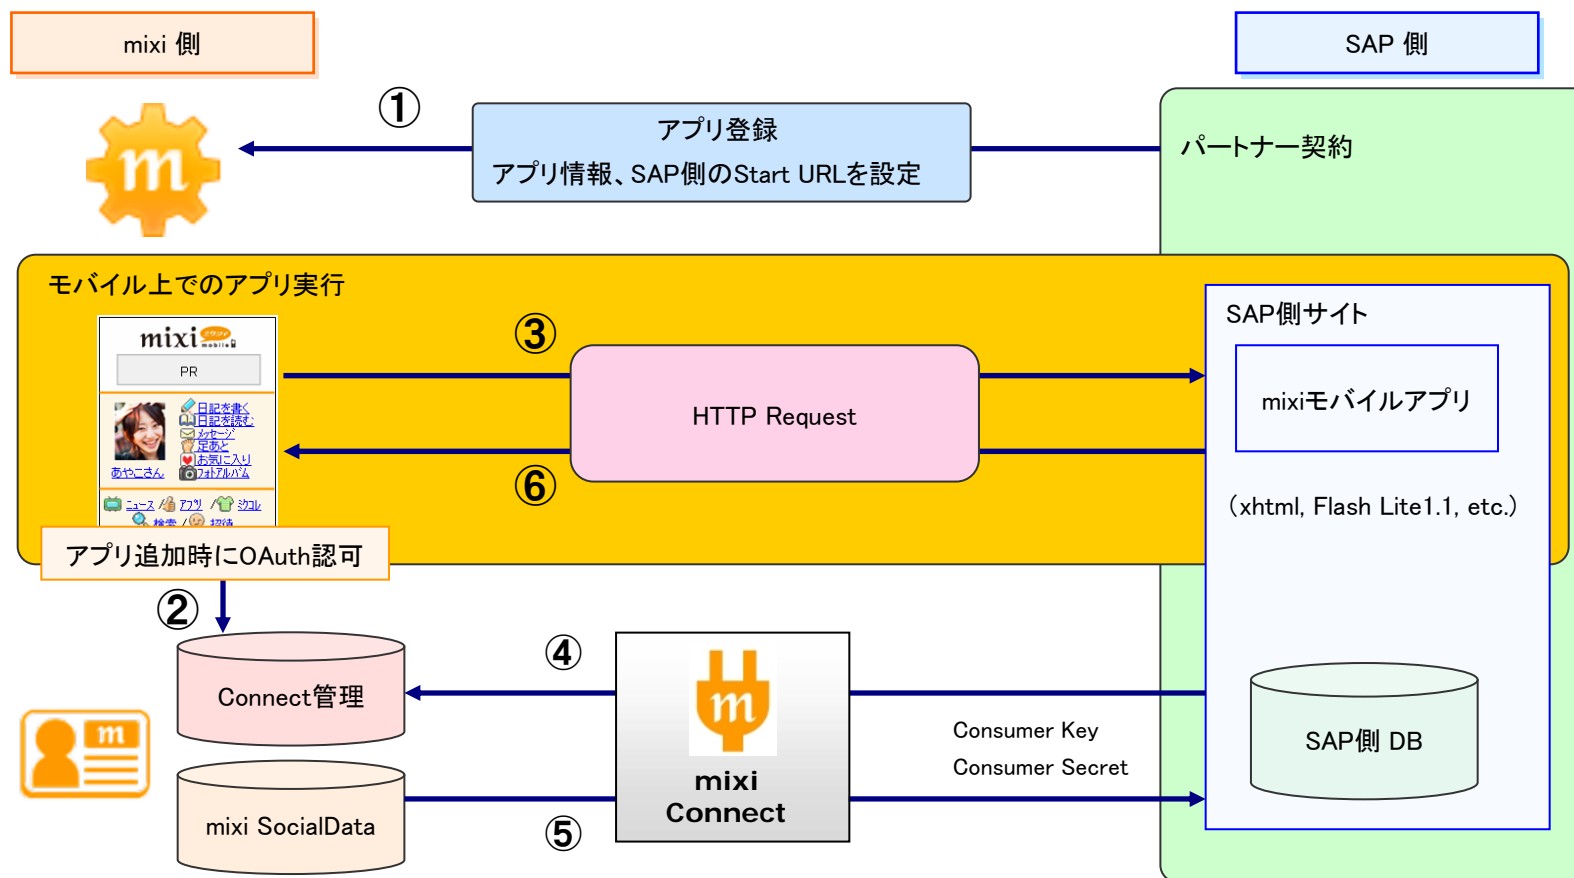 mixi 側
SAP 側
①
アプリ登録
アプリ情報、SAP側のStart URLを設定
パートナー契約
m
モバイル上でのアプリ実行
mixi
mobile
PR
日記を書く
日記を読む
メッセージ
足あと
お気に入り
フォトアルバム
あやこさん
ニュース / アプリ / ミクコレ
検索 / 招待
アプリ追加時にOAuth認可
③
HTTP Request
⑥
SAP側サイト
mixiモバイルアプリ
(xhtml, Flash Lite1.1, etc.)
②
Connect管理
④
m
mixi
Connect
Consumer Key
Consumer Secret
SAP側 DB
m
mixi SocialData
⑤